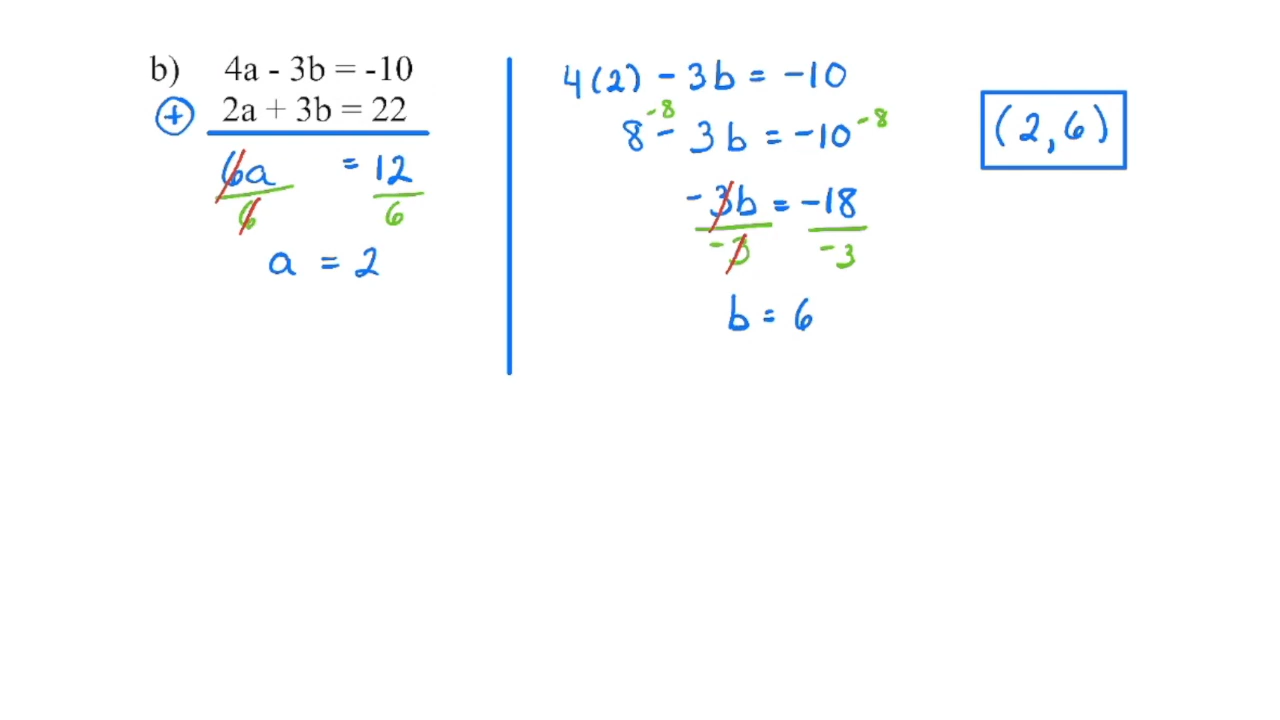 b) 4a - 3b = -10
+ 2a + 3b = 22
6a = 12
6 6
a = 2
4(2) - 3b = -10
-8 -8
8 - 3b = -10
-3b = -18
-3 -3
b = 6
(2, 6)